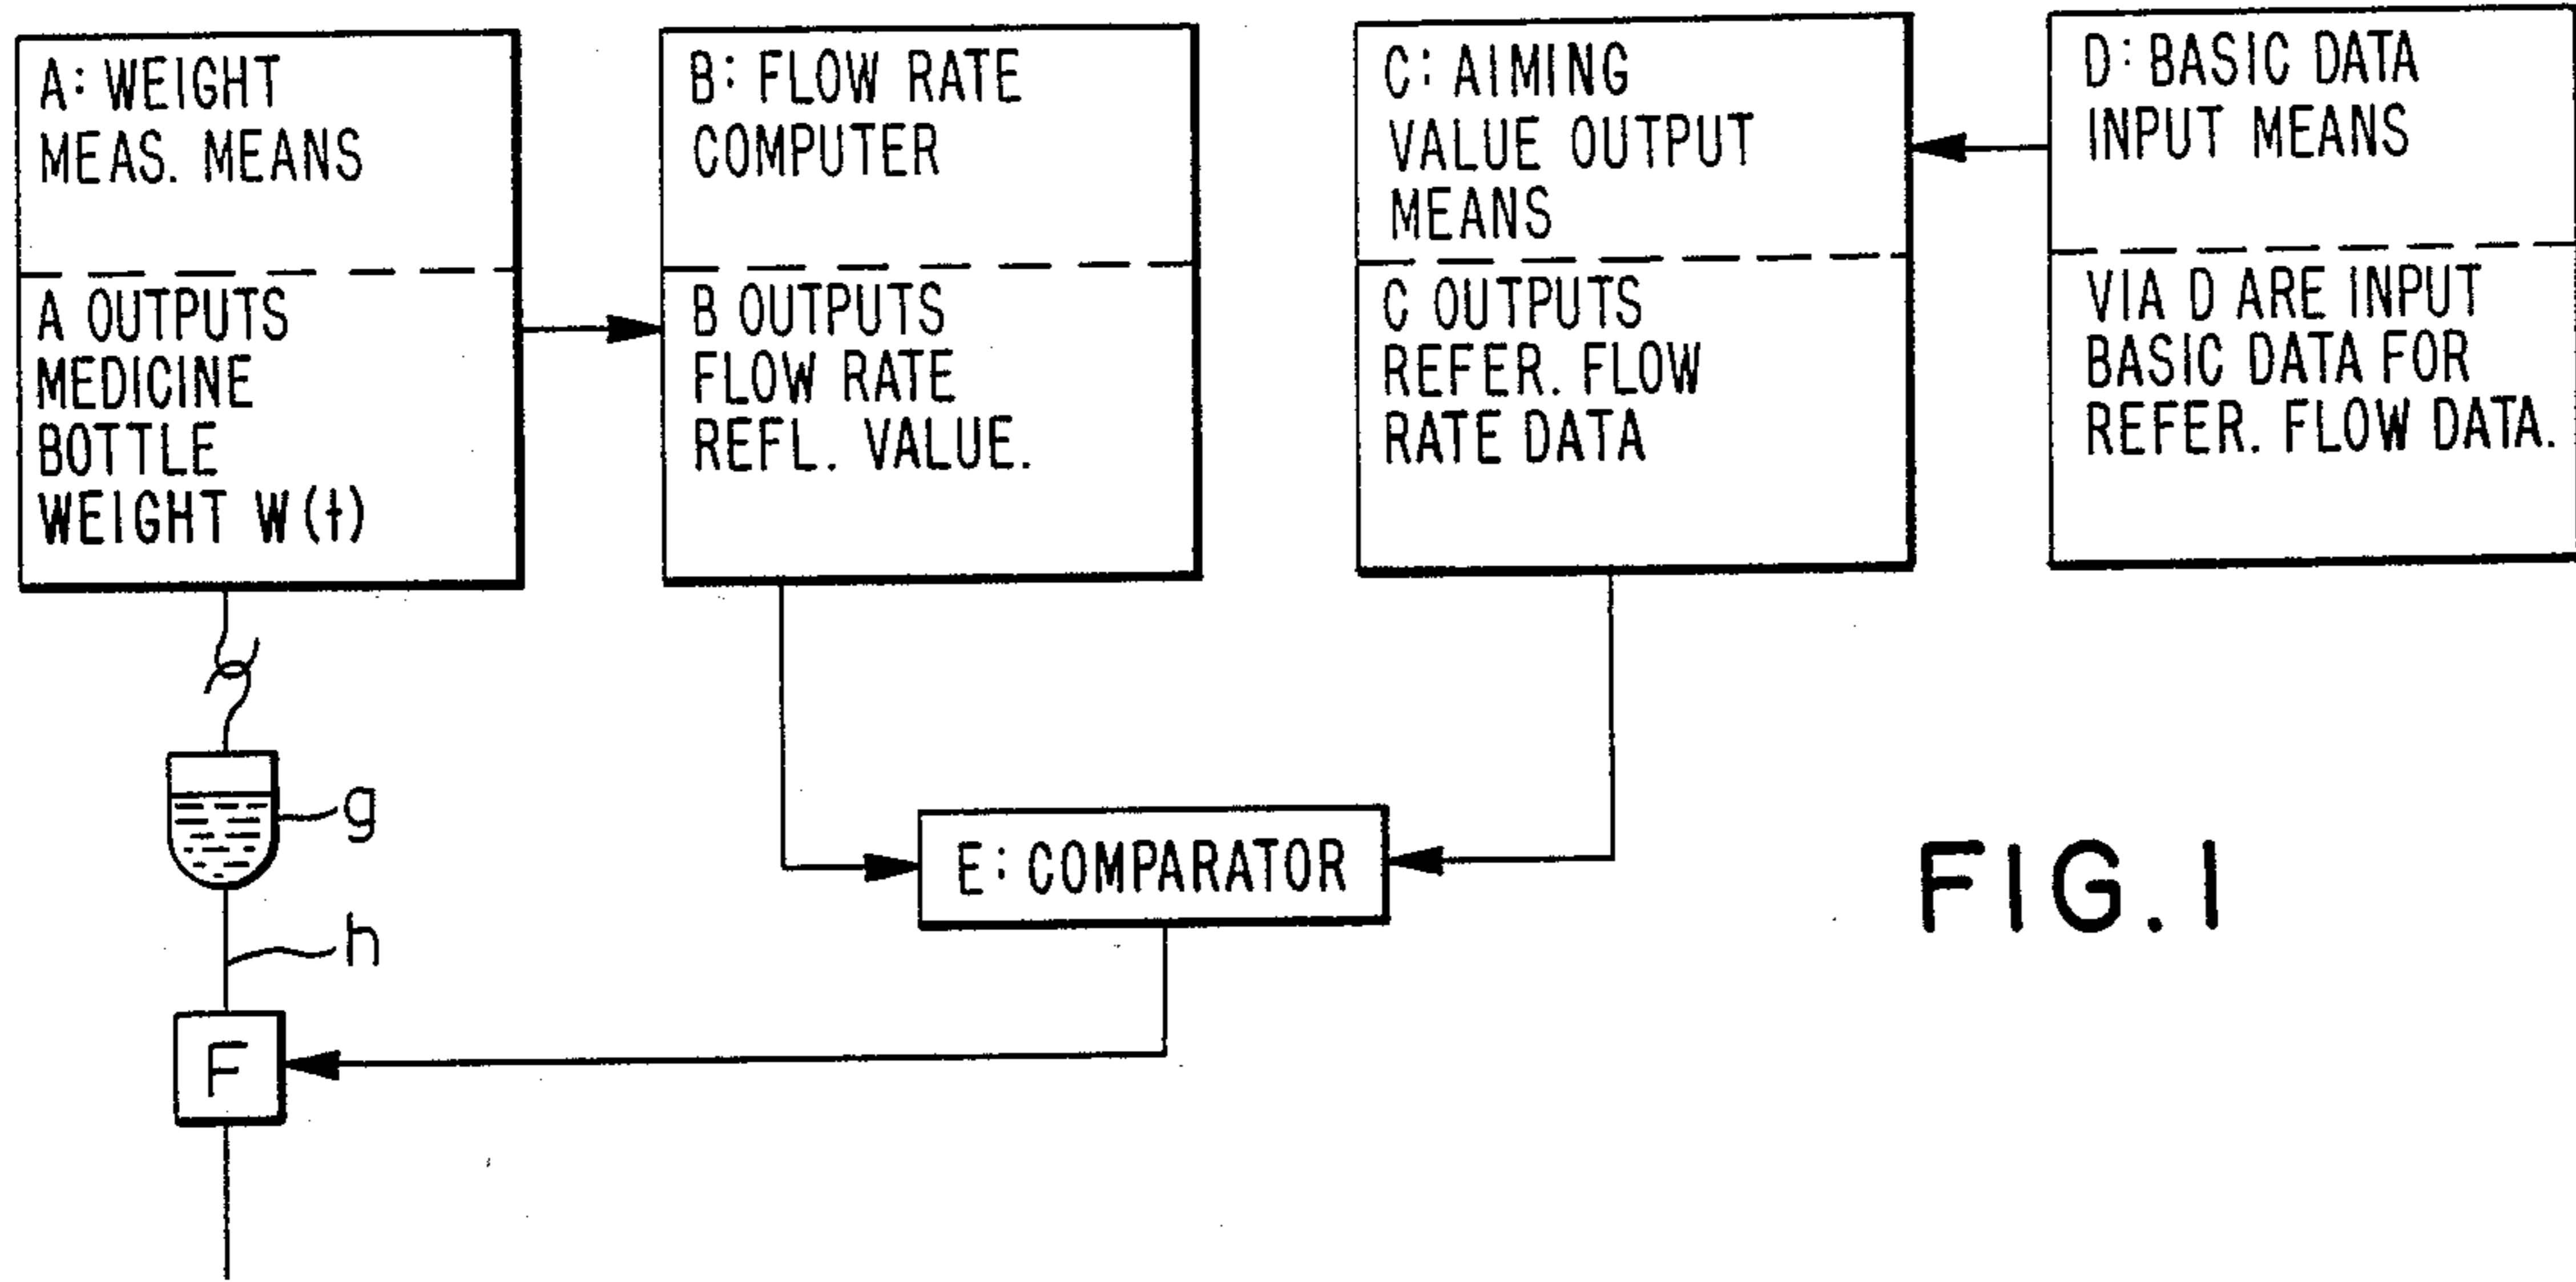 A: WEIGHT
MEAS. MEANS
A OUTPUTS
MEDICINE
BOTTLE
WEIGHT W(t)
B: FLOW RATE
COMPUTER
B OUTPUTS
FLOW RATE
REFL. VALUE.
C: AIMING
VALUE OUTPUT
MEANS
C OUTPUTS
REFER. FLOW
RATE DATA
D: BASIC DATA
INPUT MEANS
VIA D ARE INPUT
BASIC DATA FOR
REFER. FLOW DATA.
g
E: COMPARATOR
h
F
FIG. 1